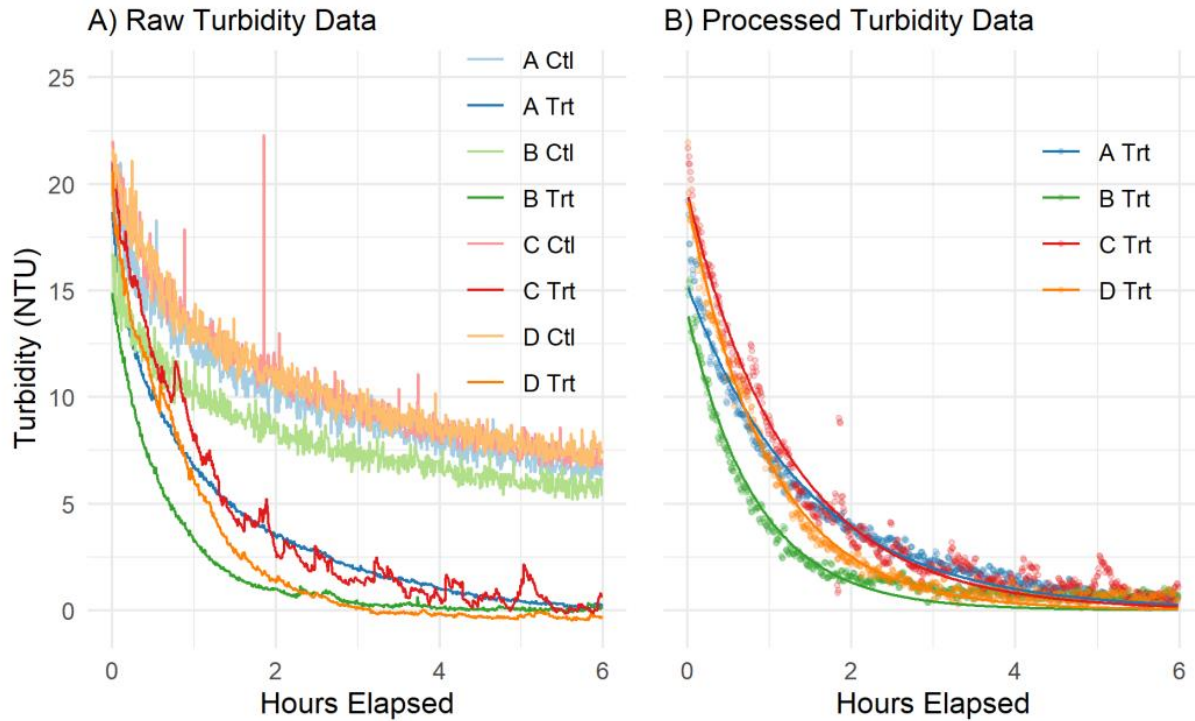 A) Raw Turbidity Data
B) Processed Turbidity Data
Turbidity (NTU)
25
20
15
10
5
0
A Ctl
A Trt
B Ctl
B Trt
C Ctl
C Trt
D Ctl
D Trt
0
2
4
6
Hours Elapsed
A Trt
B Trt
C Trt
D Trt
0
2
4
6
Hours Elapsed